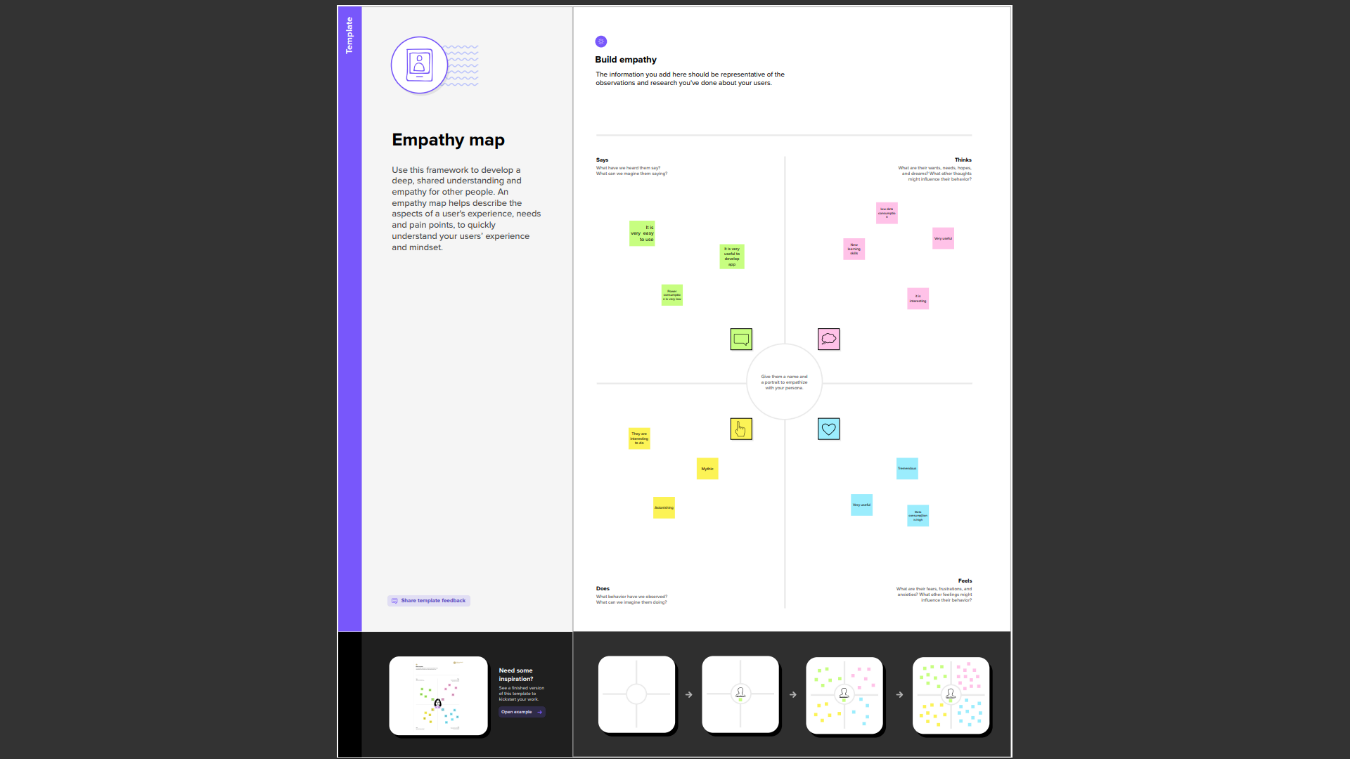 Template
Empathy map
Use this framework to develop a
deep, shared understanding and
empathy for other people. An
empathy map helps describe the
aspects of a user's experience, needs
and pain points, to quickly
understand your users' experience
and mindset.
Share template feedback
Build empathy
The information you add here should be representative of the
observations and research you've done about your users.
Says
What have we heard them say?
What can we imagine them saying?
Thinks
What are their wants, needs, hopes,
and dreams? What other thoughts
might influence their behavior?
It is
very easy
to use
It is very
useful to
develop
app
Very useful
learning
skills
It is
interesting
Give them a name and
a portrait to empathize
with your persona.
They are
interesting
to do
Mythic
Very useful
Does
What behavior have we observed?
What can we imagine them doing?
Feels
What are their fears, frustrations, and
anxieties? What other feelings might
influence their behavior?
Need some
inspiration?
See a finished version
of this template to
kickstart your work.
Open example